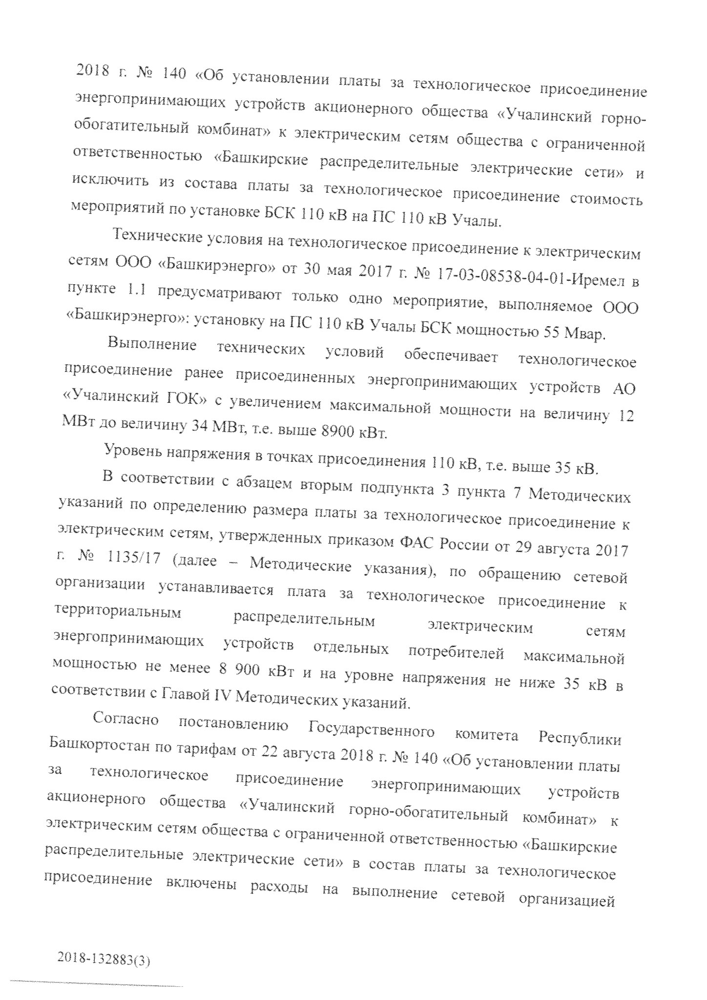 2018 г. № 140 «Об установлении платы за технологическое присоединение
энергопринимающих устройств акционерного общества «Учалинский горно-
обогатительный комбинат» к электрическим сетям общества с ограниченной
ответственностью «Башкирские распределительные электрические сети» и
исключить из состава платы за технологическое присоединение стоимость
мероприятий по установке БСК 110 кВ на ПС 110 кВ Учалы.
Технические условия на технологическое присоединение к электрическим
сетям ООО «Башкирэнерго» от 30 мая 2017 г. № 17-03-08538-04-01-Иремел в
пункте 1.1 предусматривают только одно мероприятие, выполняемое ООО
«Башкирэнерго»: установку на ПС 110 кВ Учалы БСК мощностью 55 Мвар.
Выполнение технических условий обеспечивает технологическое
присоединение ранее присоединенных энергопринимающих устройств АО
«Учалинский ГОК» с увеличением максимальной мощности на величину 12
МВт до величину 34 МВт, т.е. выше 8900 кВт.
Уровень напряжения в точках присоединения 110 кВ, т.е. выше 35 кВ.
В соответствии с абзацем вторым подпункта 3 пункта 7 Методических
указаний по определению размера платы за технологическое присоединение к
электрическим сетям, утвержденных приказом ФАС России от 29 августа 2017
г. № 1135/17 (далее – Методические указания), по обращению сетевой
организации устанавливается плата за технологическое присоединение к
территориальным распределительным электрическим сетям
энергопринимающих устройств отдельных потребителей максимальной
мощностью не менее 8 900 кВт и на уровне напряжения не ниже 35 кВ в
соответствии с Главой IV Методических указаний.
Согласно постановлению Государственного комитета Республики
Башкортостан по тарифам от 22 августа 2018 г. № 140 «Об установлении платы
за технологическое присоединение энергопринимающих устройств
акционерного общества «Учалинский горно-обогатительный комбинат» к
электрическим сетям общества с ограниченной ответственностью «Башкирские
распределительные электрические сети» в состав платы за технологическое
присоединение включены расходы на выполнение сетевой организацией
2018-132883(3)